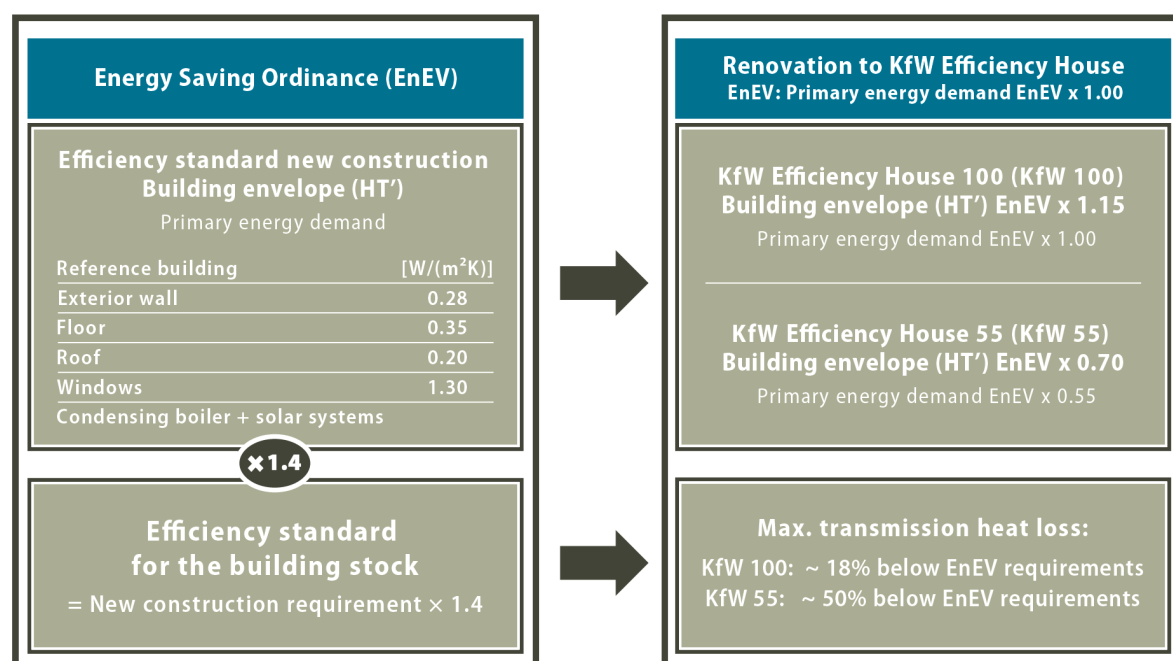 Energy Saving Ordinance (EnEV)
Efficiency standard new construction
Building envelope (HT’)
Primary energy demand
Reference building [W/(m²K)]
Exterior wall 0.28
Floor 0.35
Roof 0.20
Windows 1.30
Condensing boiler + solar systems
×1.4
Efficiency standard
for the building stock
= New construction requirement × 1.4
Renovation to KfW Efficiency House
EnEV: Primary energy demand EnEV x 1.00
KfW Efficiency House 100 (KfW 100)
Building envelope (HT’) EnEV x 1.15
Primary energy demand EnEV x 1.00
KfW Efficiency House 55 (KfW 55)
Building envelope (HT’) EnEV x 0.70
Primary energy demand EnEV x 0.55
Max. transmission heat loss:
KfW 100: ~ 18% below EnEV requirements
KfW 55: ~ 50% below EnEV requirements